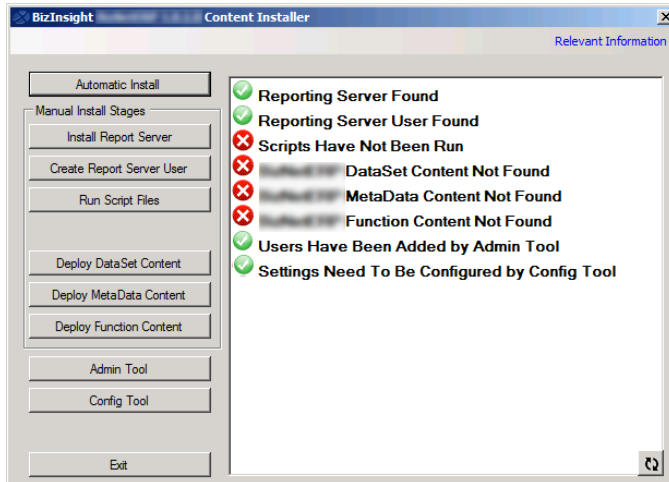 BizInsight Content Installer
Relevant Information
Automatic Install
Manual Install Stages
Install Report Server
Create Report Server User
Run Script Files
Deploy DataSet Content
Deploy MetaData Content
Deploy Function Content
Admin Tool
Config Tool
Exit
Reporting Server Found
Reporting Server User Found
Scripts Have Not Been Run
DataSet Content Not Found
MetaData Content Not Found
Function Content Not Found
Users Have Been Added by Admin Tool
Settings Need To Be Configured by Config Tool